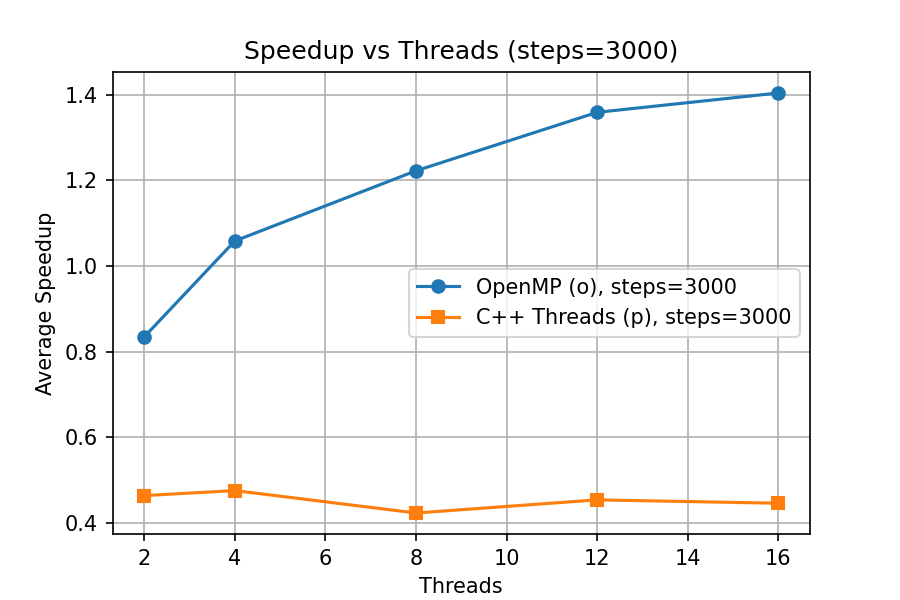 Speedup vs Threads (steps=3000)
Average Speedup
1.4
1.2
1.0
0.8
0.6
0.4
OpenMP (o), steps=3000
C++ Threads (p), steps=3000
2 4 6 8 10 12 14 16
Threads